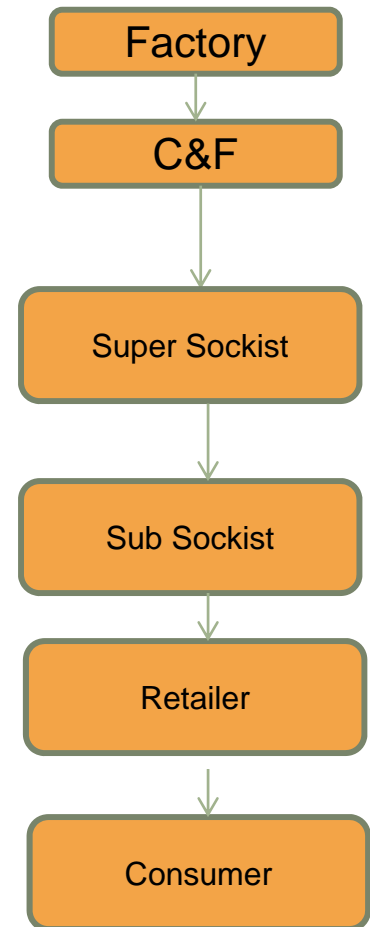 Factory
C&F
Super Sockist
Sub Sockist
Retailer
Consumer